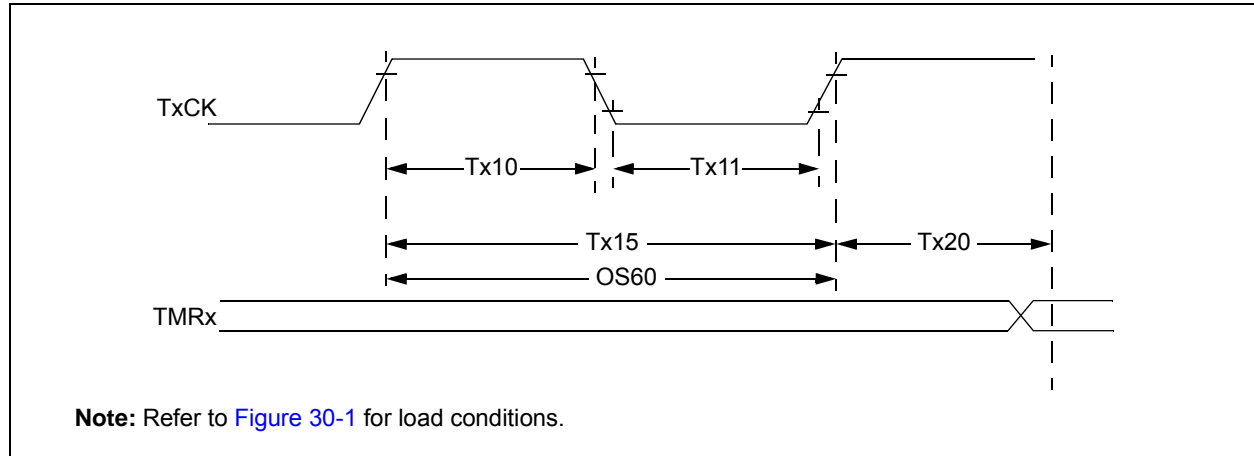 TxCK
Tx10
Tx11
Tx15
Tx20
OS60
TMRx
Note: Refer to Figure 30-1 for load conditions.